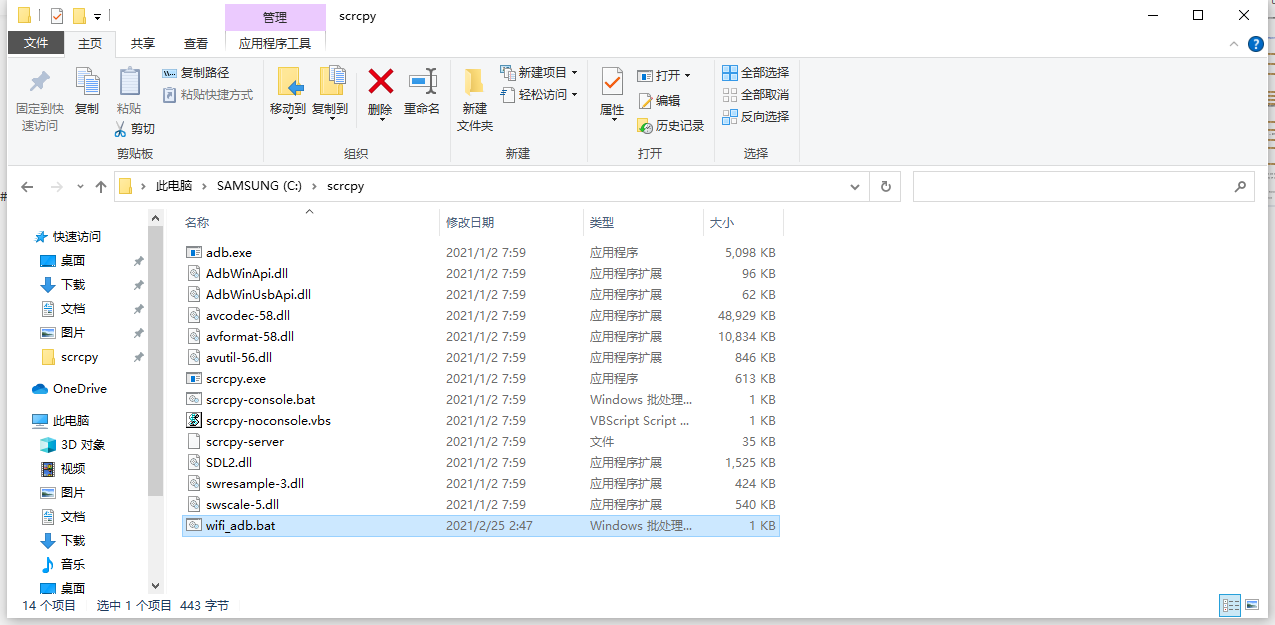 管理
scrcpy
文件
主页
共享
查看
应用程序工具
固定到快
速访问
复制
粘贴
复制路径
粘贴快捷方式
剪切
剪贴板
移动到
复制到
删除
重命名
组织
新建
文件夹
新建项目
轻松访问
新建
属性
打开
编辑
历史记录
打开
全部选择
全部取消
反向选择
选择
#
此电脑 > SAMSUNG (C:) > scrcpy
快速访问
桌面
下载
文档
图片
scrcpy
OneDrive
此电脑
3D 对象
视频
图片
文档
下载
音乐
桌面
名称 修改日期 类型 大小
adb.exe 2021/1/2 7:59 应用程序 5,098 KB
AdbWinApi.dll 2021/1/2 7:59 应用程序扩展 96 KB
AdbWinUsbApi.dll 2021/1/2 7:59 应用程序扩展 62 KB
avcodec-58.dll 2021/1/2 7:59 应用程序扩展 48,929 KB
avformat-58.dll 2021/1/2 7:59 应用程序扩展 10,834 KB
avutil-56.dll 2021/1/2 7:59 应用程序扩展 846 KB
scrcpy.exe 2021/1/2 7:59 应用程序 613 KB
scrcpy-console.bat 2021/1/2 7:59 Windows 批处理... 1 KB
scrcpy-noconsole.vbs 2021/1/2 7:59 VBScript Script ... 1 KB
scrcpy-server 2021/1/2 7:59 文件 35 KB
SDL2.dll 2021/1/2 7:59 应用程序扩展 1,525 KB
swresample-3.dll 2021/1/2 7:59 应用程序扩展 424 KB
swscale-5.dll 2021/1/2 7:59 应用程序扩展 540 KB
wifi_adb.bat 2021/2/25 2:47 Windows 批处理... 1 KB
14 个项目 选中 1 个项目 443 字节